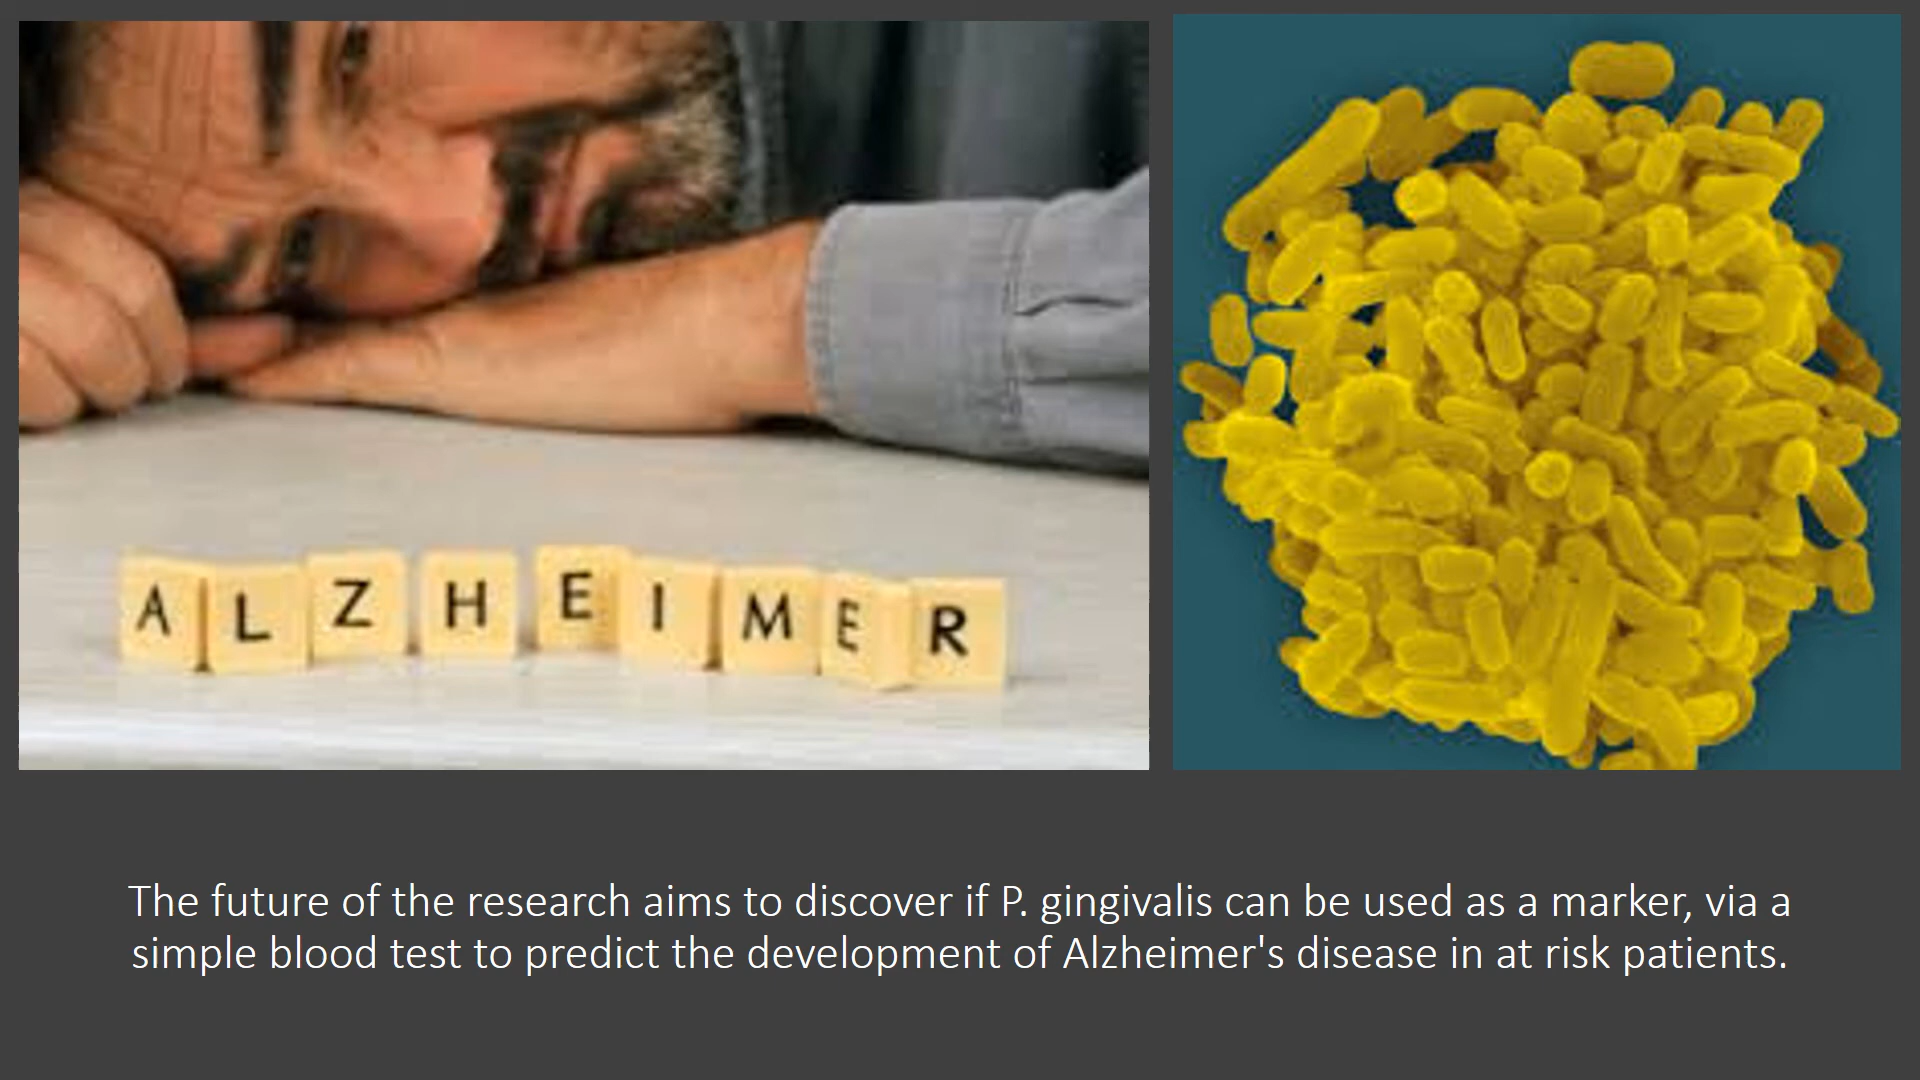 ALZHEIMER
The future of the research aims to discover if P. gingivalis can be used as a marker, via a
simple blood test to predict the development of Alzheimer's disease in at risk patients.